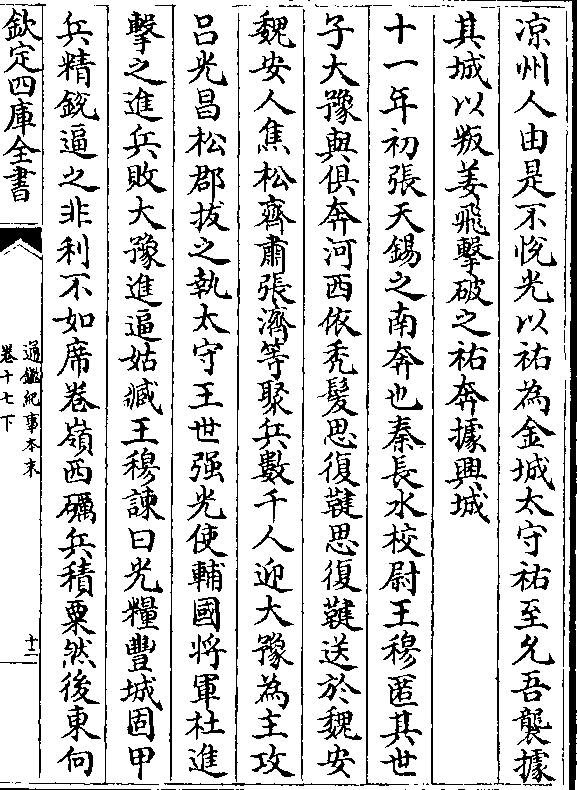 凉州人由是不悅光以祐為金城太守祐至允吾襲據
其城以叛姜飛擊破之祐奔據興城
十一年初張天錫之南奔也秦長水校尉王穆匿其世
子大豫與俱奔河西依禿髮思復鞬思復鞬送於魏安
魏安人焦松齊肅張濟等聚兵數千人迎大豫為主攻
呂光昌松郡拔之執太守王世强光使輔國將軍杜進
擊之進兵敗大豫進逼姑臧王穆諫曰光糧豐城固甲
兵精銳逼之非利不如席卷嶺西礪兵積粟然後東向
欽定四庫全書
通鑑紀事本末
卷十七下
十二